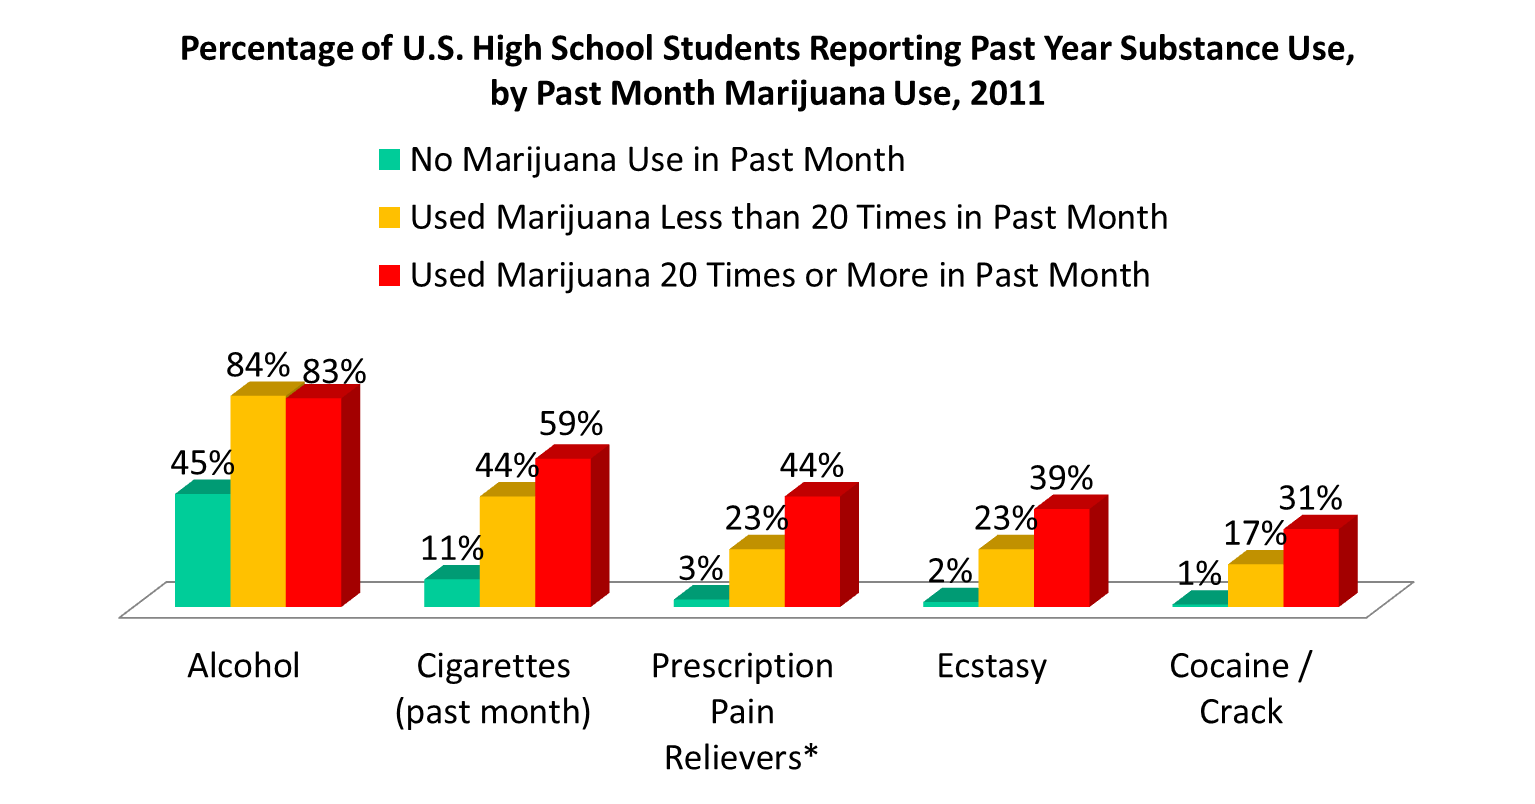 Percentage of U.S. High School Students Reporting Past Year Substance Use,
by Past Month Marijuana Use, 2011
No Marijuana Use in Past Month
Used Marijuana Less than 20 Times in Past Month
Used Marijuana 20 Times or More in Past Month
45%
84%
83%
11%
44%
59%
3%
23%
44%
2%
23%
39%
1%
17%
31%
Alcohol
Cigarettes
(past month)
Prescription
Pain
Relievers*
Ecstasy
Cocaine /
Crack